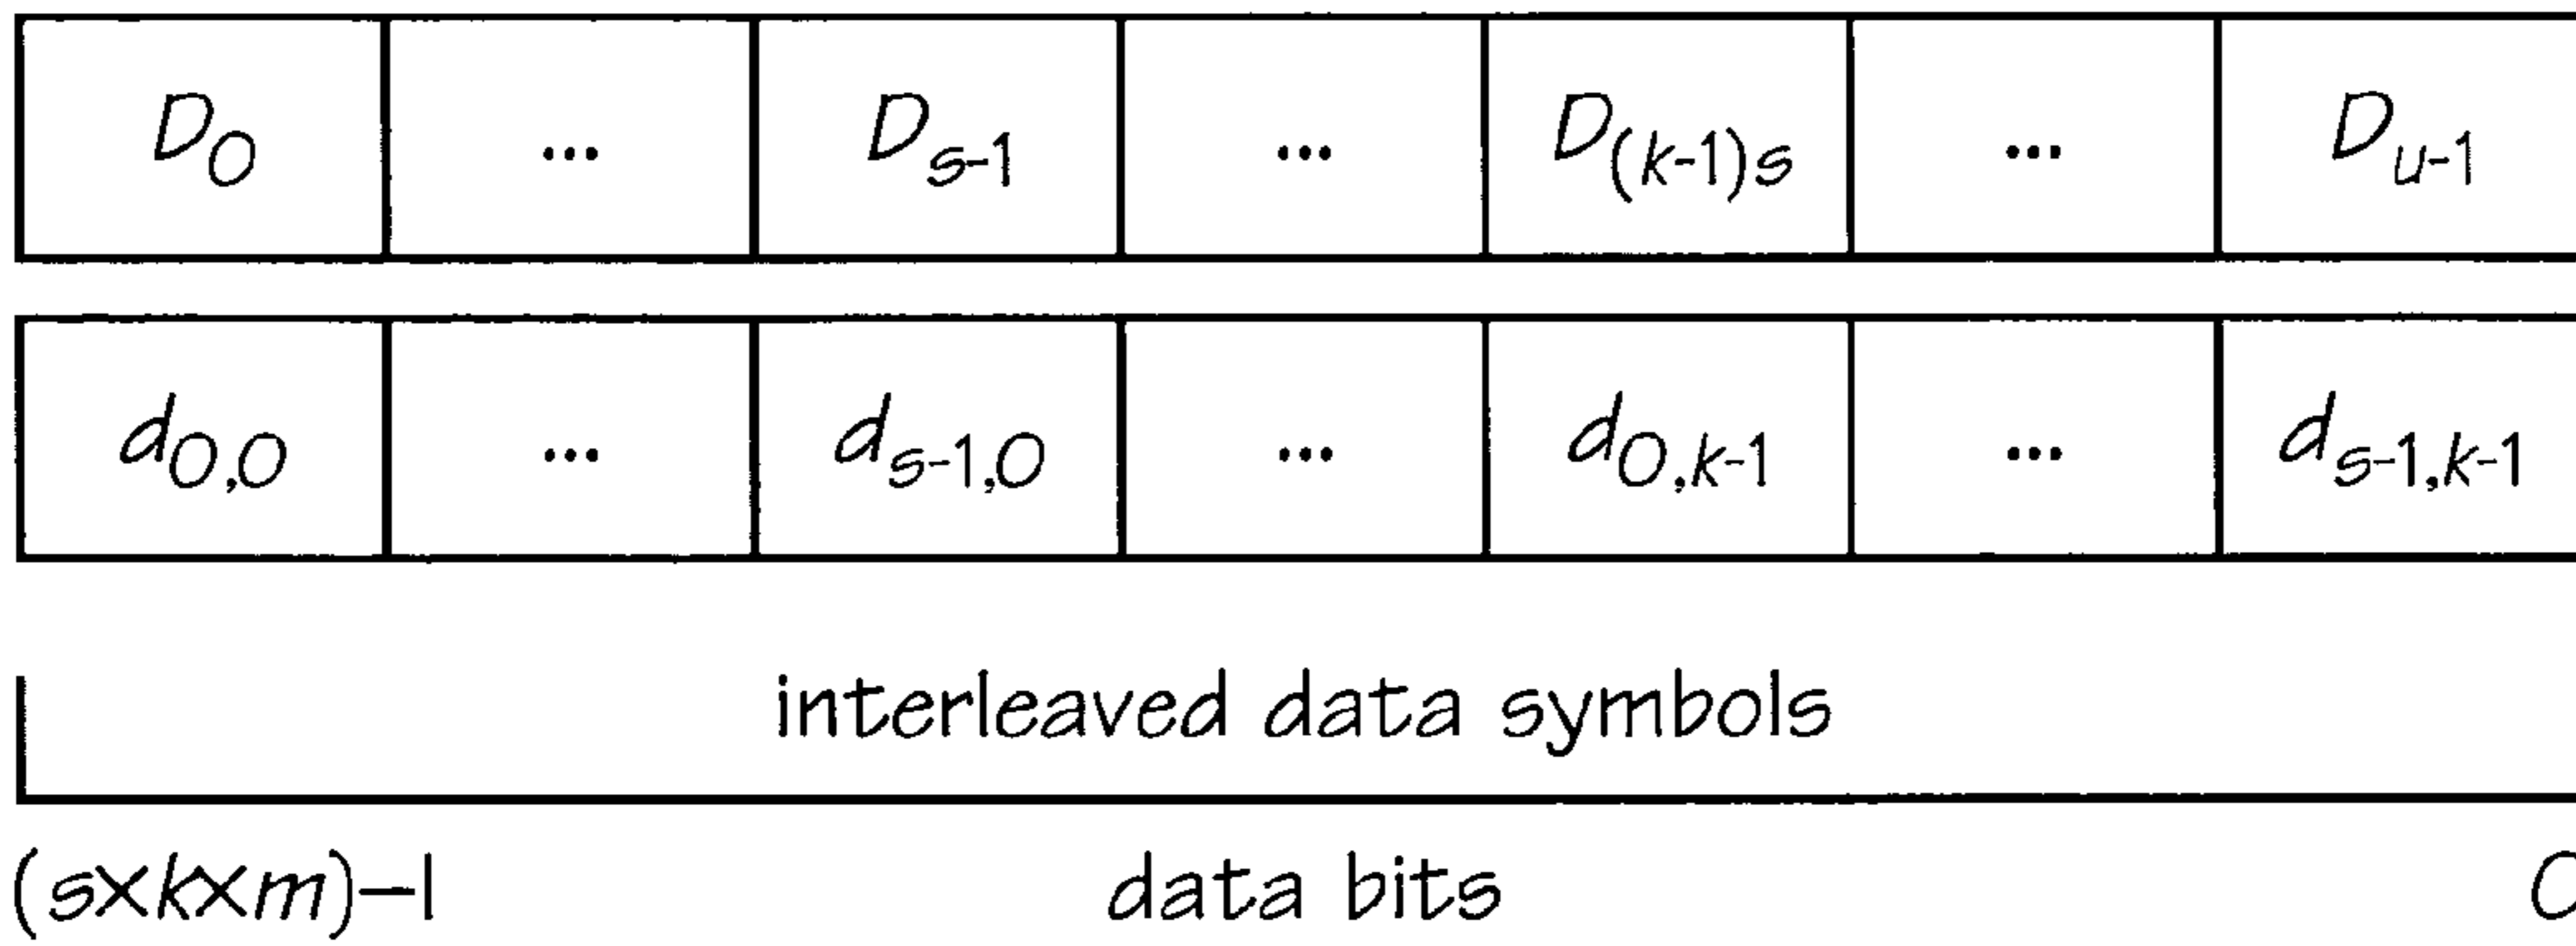 D₀ ... Dₛ₋₁ ... D₍ₖ₋₁₎ₛ ... Dᵤ₋₁
d₀,₀ ... dₛ₋₁,₀ ... d₀,ₖ₋₁ ... dₛ₋₁,ₖ₋₁
interleaved data symbols
(s×k×m)−1 data bits 0